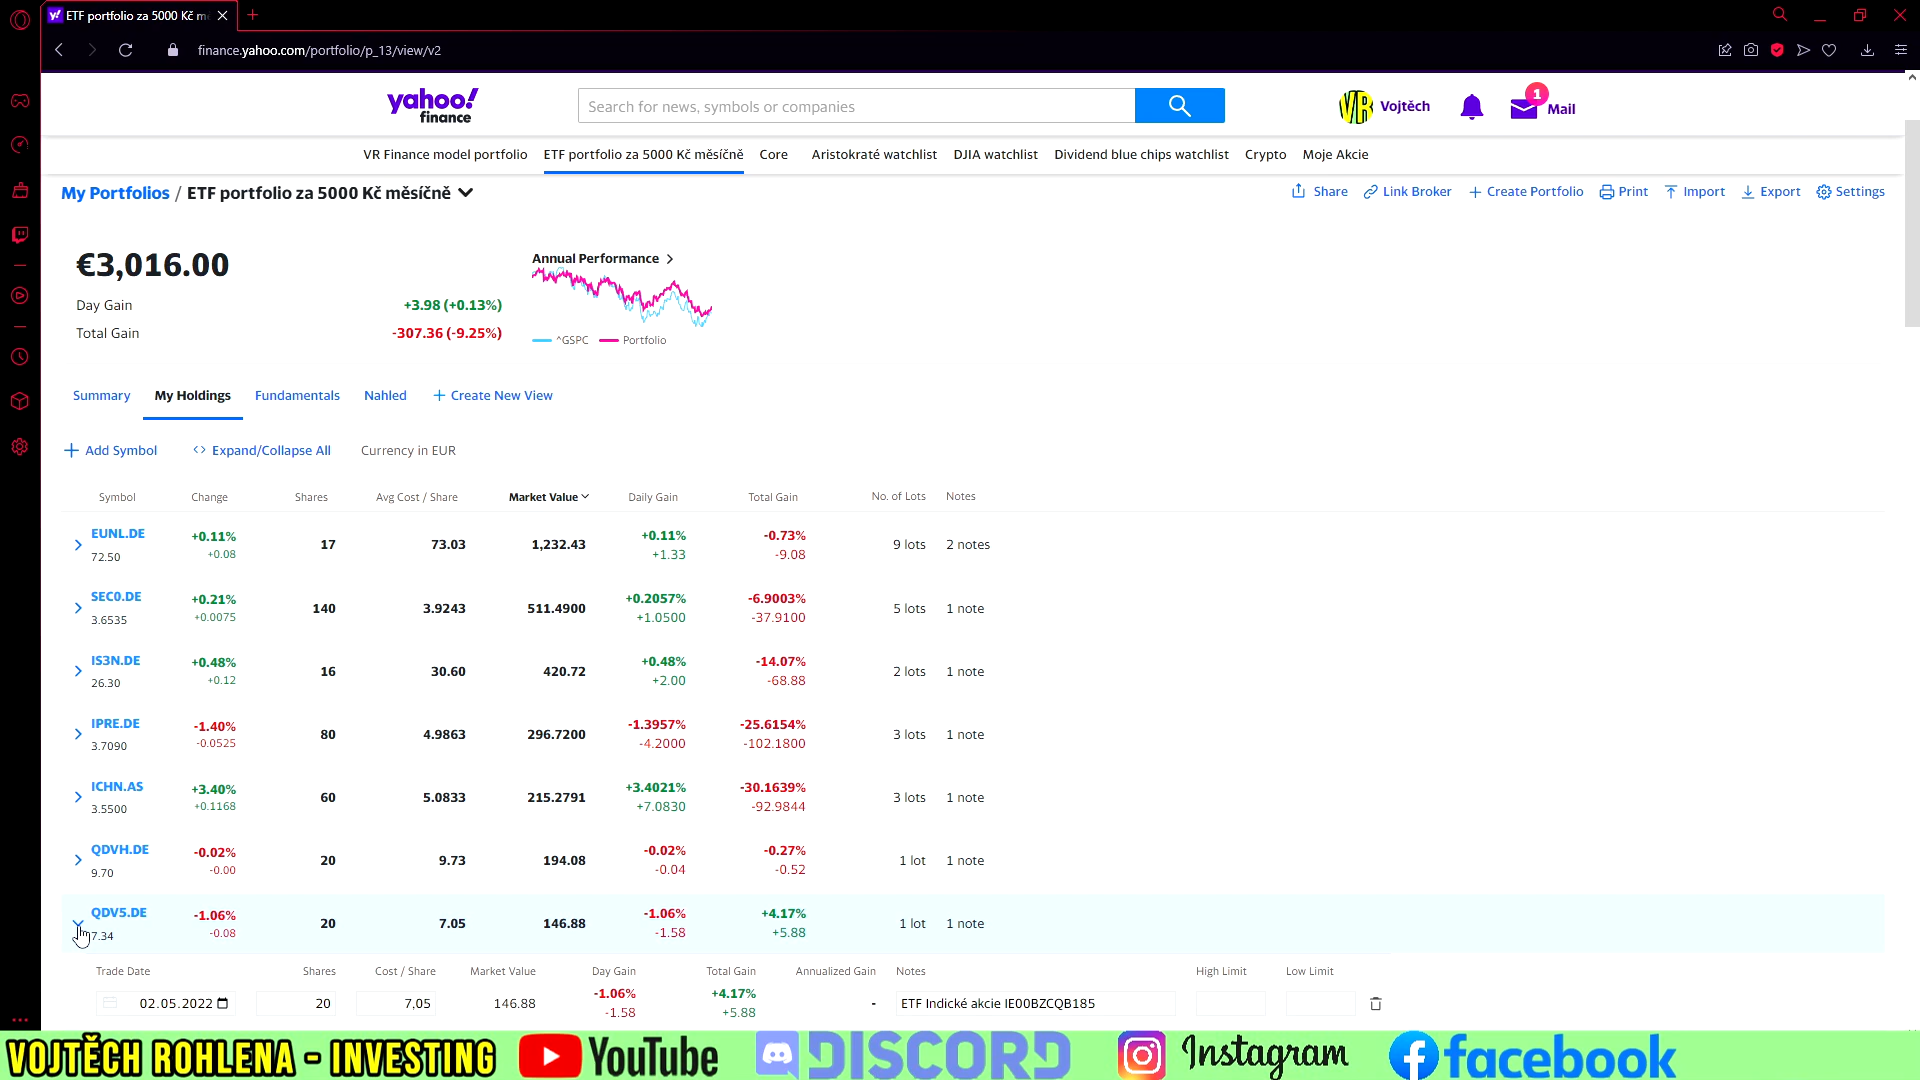 ETF portfolio za 5000 Kč m
finance.yahoo.com/portfolio/p_13/view/v2
yahoo!
finance
Search for news, symbols or companies
VR
Vojtěch
1
Mail
VR Finance model portfolio ETF portfolio za 5000 Kč měsíčně Core Aristokraté watchlist DJIA watchlist Dividend blue chips watchlist Crypto Moje Akcie
My Portfolios / ETF portfolio za 5000 Kč měsíčně
Share Link Broker Create Portfolio Print Import Export Settings
€3,016.00
Day Gain +3.98 (+0.13%)
Total Gain -307.36 (-9.25%)
Annual Performance
^GSPC Portfolio
Summary My Holdings Fundamentals Nahled + Create New View
+ Add Symbol <> Expand/Collapse All Currency in EUR
Symbol Change Shares Avg Cost / Share Market Value Daily Gain Total Gain No. of Lots Notes
EUNL.DE +0.11% 17 73.03 1,232.43 +0.11% -0.73% 9 lots 2 notes
72.50 +0.08 +1.33 -9.08
SEC0.DE +0.21% 140 3.9243 511.4900 +0.2057% -6.9003% 5 lots 1 note
3.6535 +0.0075 +1.0500 -37.9100
IS3N.DE +0.48% 16 30.60 420.72 +0.48% -14.07% 2 lots 1 note
26.30 +0.12 +2.00 -68.88
IPRE.DE -1.40% 80 4.9863 296.7200 -1.3957% -25.6154% 3 lots 1 note
3.7090 -0.0525 -4.2000 -102.1800
ICHN.AS +3.40% 60 5.0833 215.2791 +3.4021% -30.1639% 3 lots 1 note
3.5500 +0.1168 +7.0830 -92.9844
QDVH.DE -0.02% 20 9.73 194.08 -0.02% -0.27% 1 lot 1 note
9.70 -0.00 -0.04 -0.52
QDV5.DE -1.06% 20 7.05 146.88 -1.06% +4.17% 1 lot 1 note
7.34 -0.08 -1.58 +5.88
Trade Date Shares Cost / Share Market Value Day Gain Total Gain Annualized Gain Notes High Limit Low Limit
02.05.2022 20 7,05 146.88 -1.06% +4.17% - ETF Indické akcie IE00BZCQB185
-1.58 +5.88
VOJTĚCH ROHLENA - INVESTING YouTube DISCORD Instagram facebook